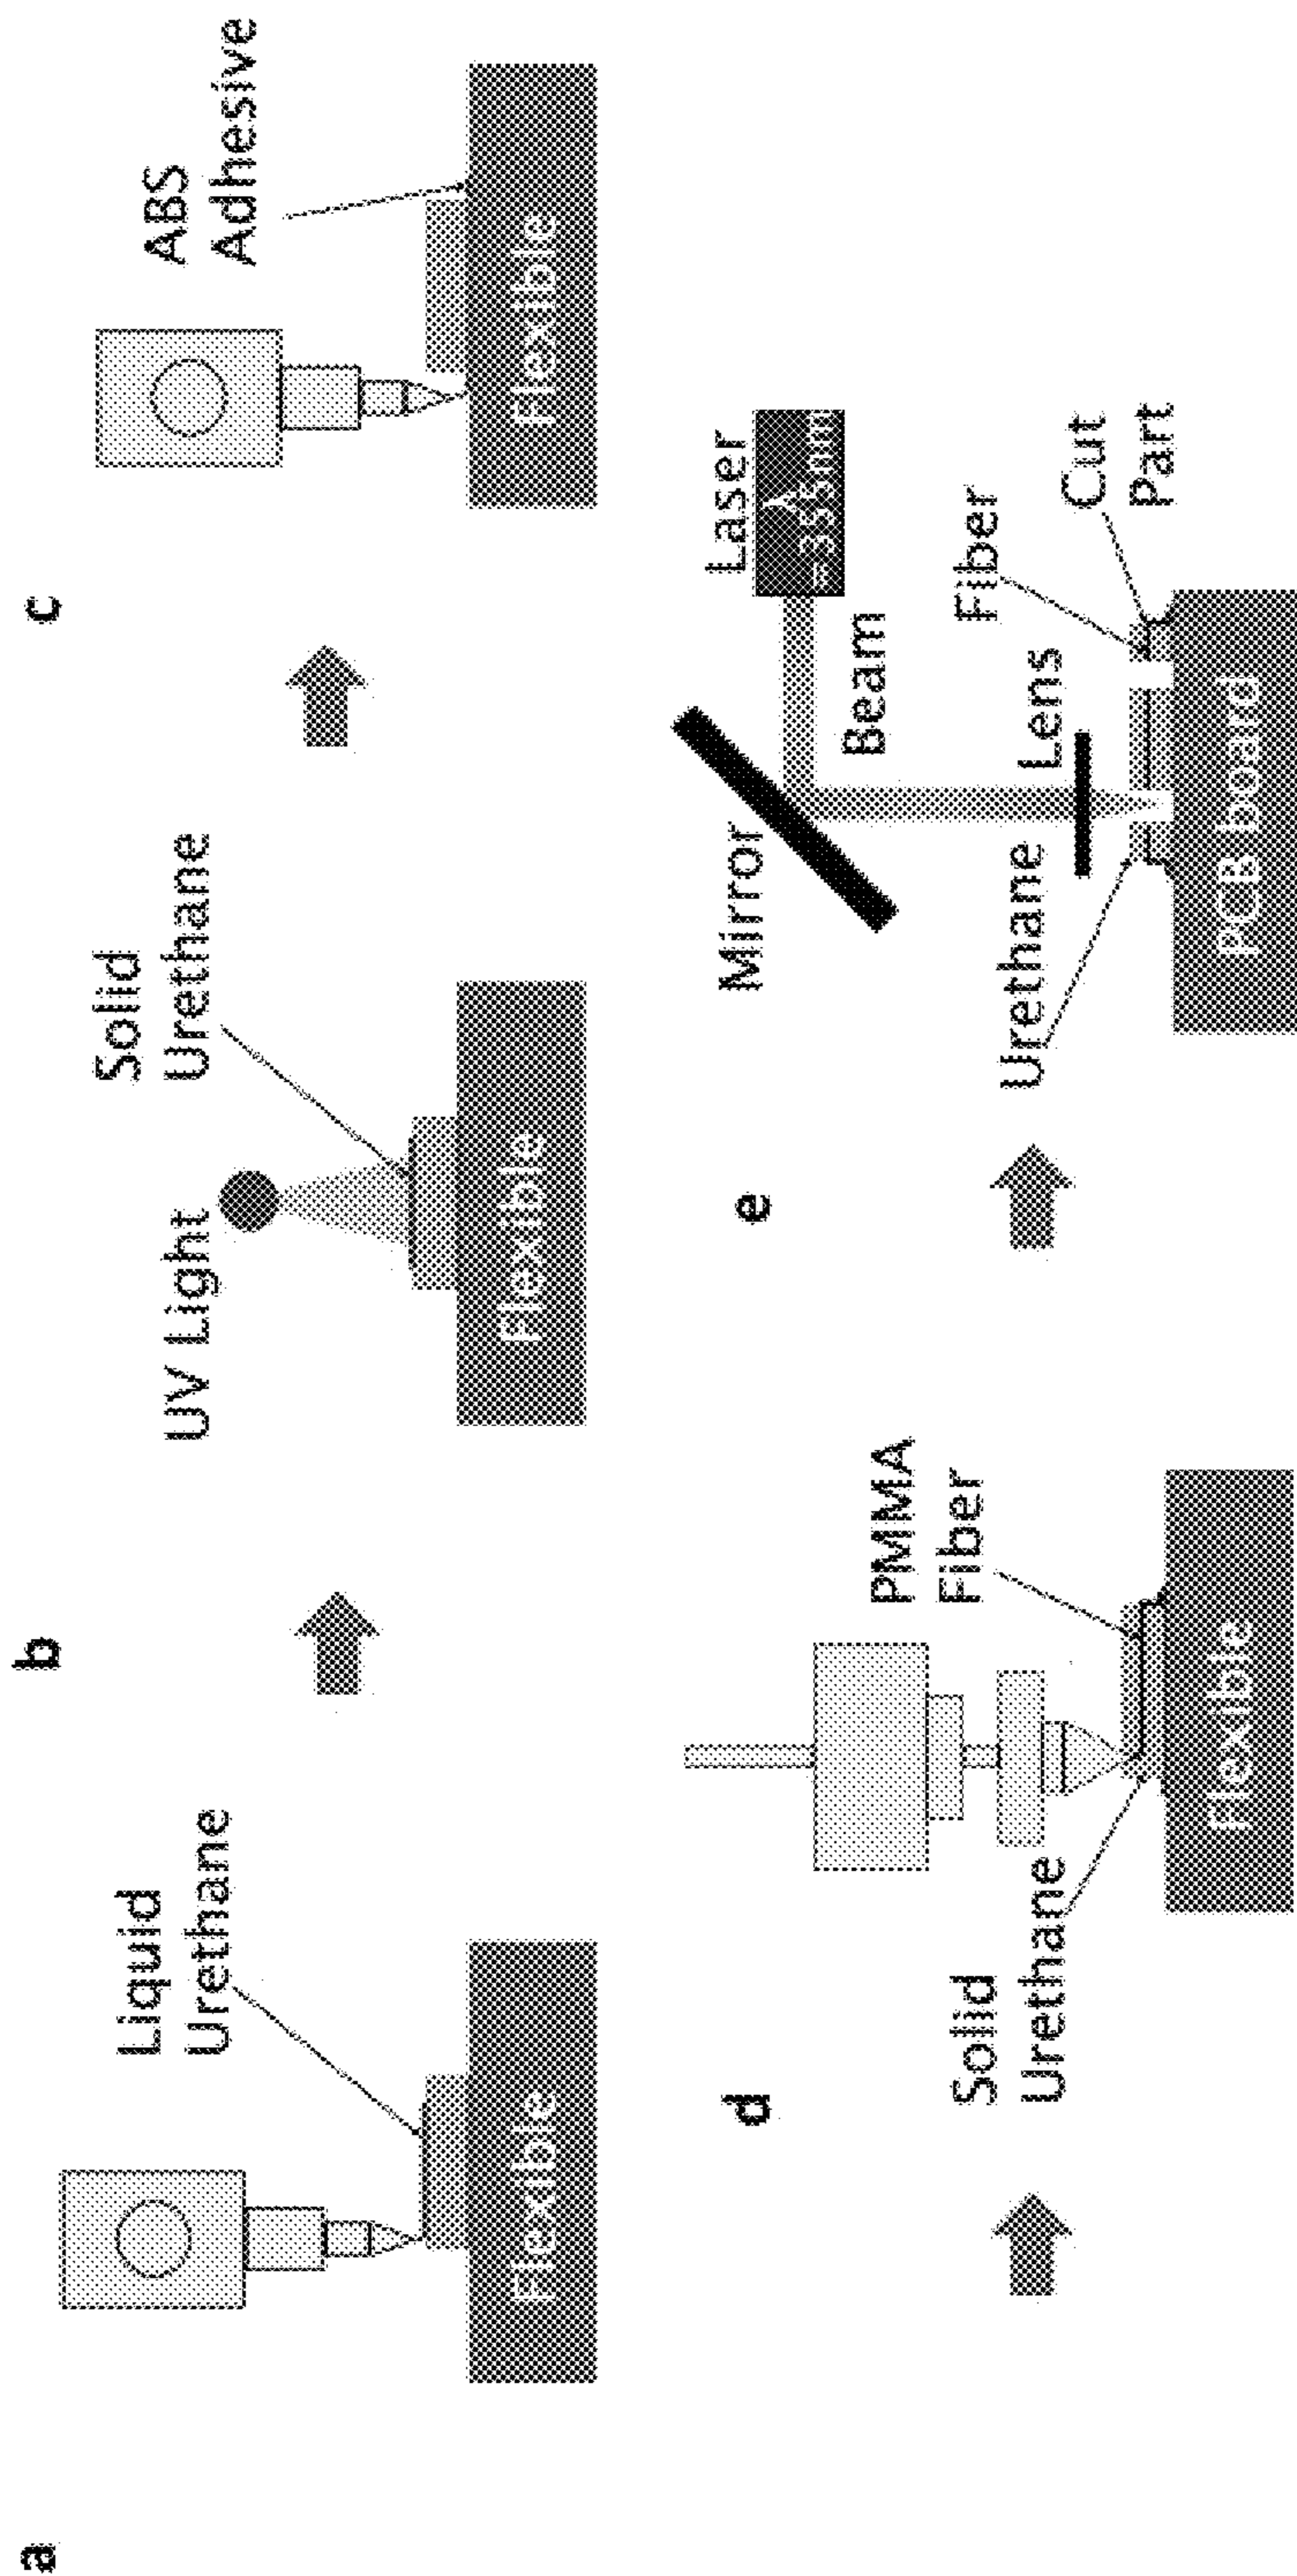 a
Liquid
Urethane
Flexible
b
UV Light
Solid
Urethane
Flexible
c
ABS
Adhesive
Flexible
d
Solid
Urethane
PMMA
Fiber
Flexible
e
Mirror
Laser
λ
=355nm
Beam
Lens
Urethane
Fiber
Cut
Part
PCB board